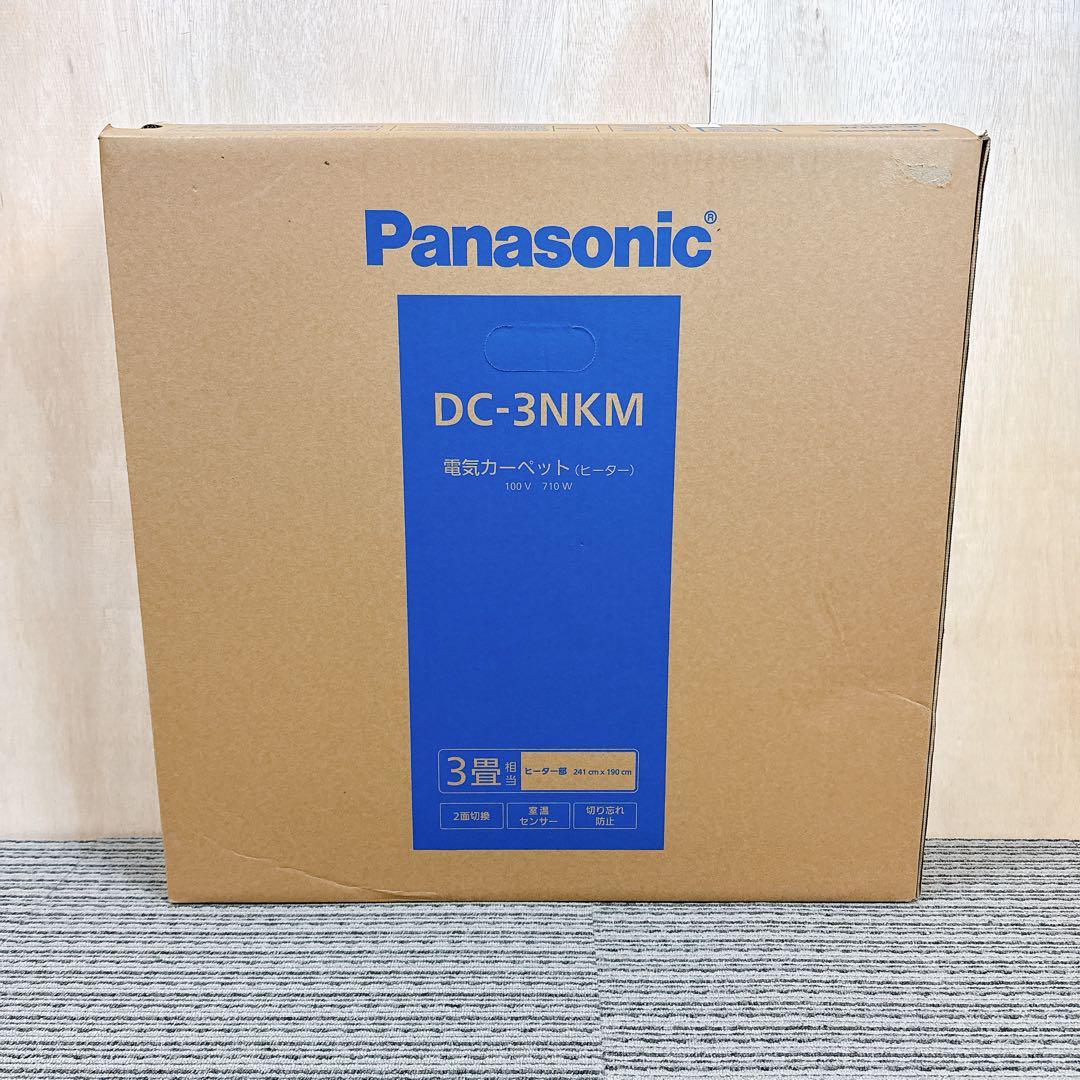 Panasonic®
DC-3NKM
電気カーペット(ヒーター)
100 V 710 W
3畳相当 ヒーター部 241 cm x 190 cm
2面切換
室温センサー
切り忘れ防止